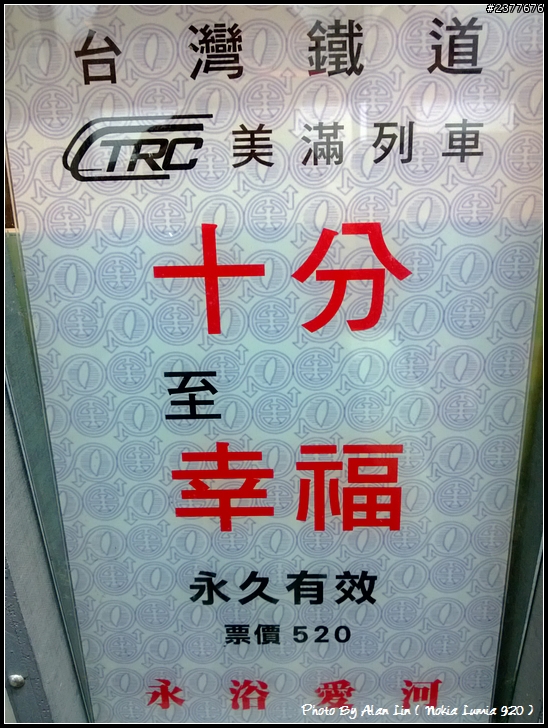 #2377676
台灣鐵道
TRC 美滿列車
十分
至
幸福
永久有效
票價 520
永浴愛河
Photo By Alan Lin ( Nokia Lumia 920 )